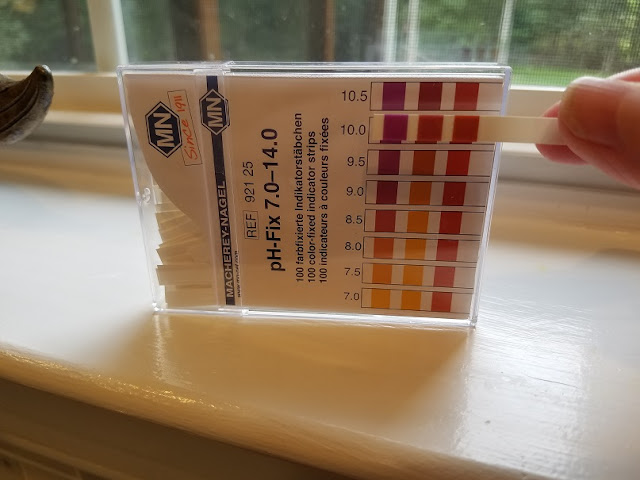 MN
Since 1911
MN
MACHEREY-NAGEL
REF 921 25
pH-Fix 7.0–14.0
100 farbfixierte Indikatorstäbchen
100 color-fixed indicator strips
100 indicateurs à couleurs fixées
10.5
10.0
9.5
9.0
8.5
8.0
7.5
7.0